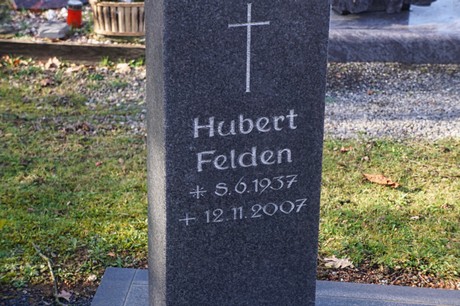 Hubert
Felden
* 8.6.1937
+ 12.11.2007